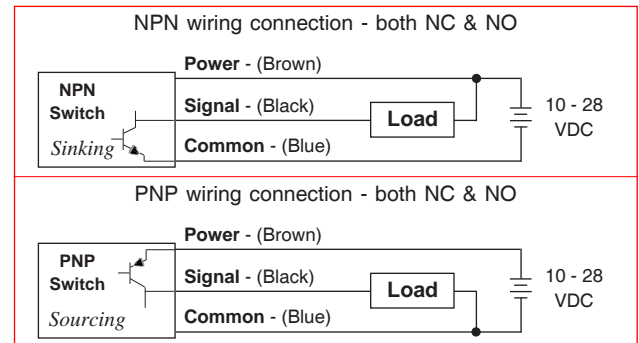 NPN wiring connection - both NC & NO
Power - (Brown)
NPN
Switch
Signal - (Black)
Load
10 - 28
VDC
Sinking
Common - (Blue)
PNP wiring connection - both NC & NO
Power - (Brown)
PNP
Switch
Signal - (Black)
Load
10 - 28
VDC
Sourcing
Common - (Blue)